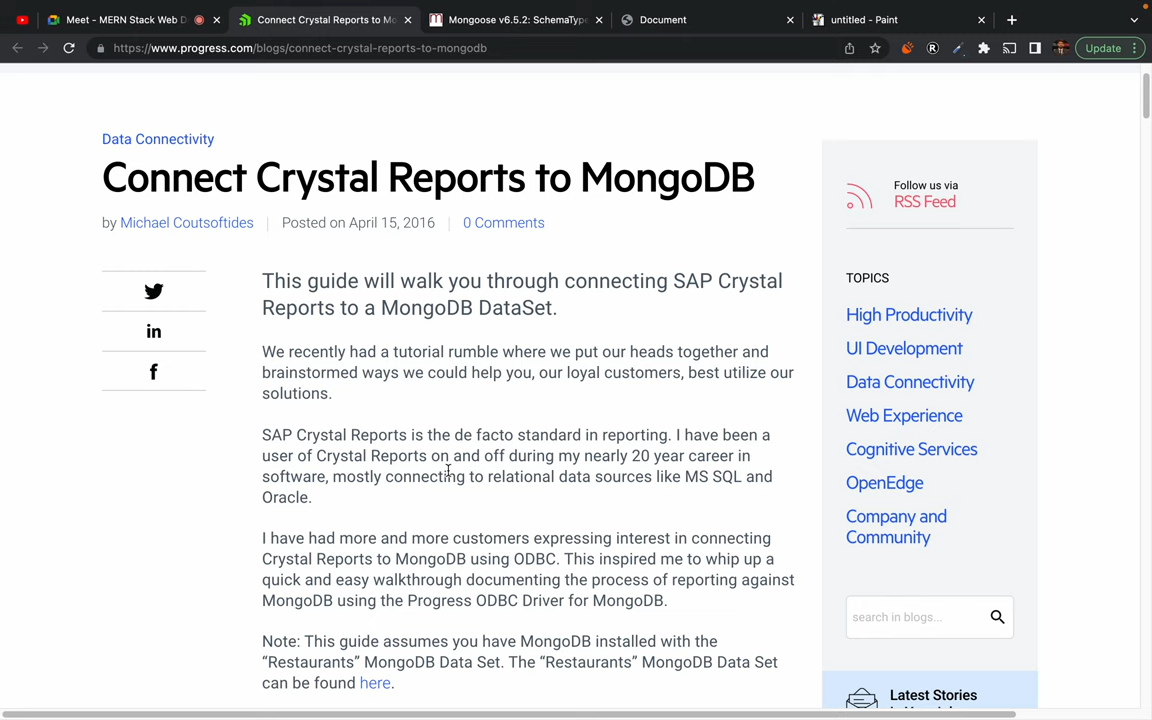 Meet - MERN Stack Web D
Connect Crystal Reports to Mo
Mongoose v6.5.2: SchemaType
Document
untitled - Paint
https://www.progress.com/blogs/connect-crystal-reports-to-mongodb
Update
Data Connectivity
Connect Crystal Reports to MongoDB
by Michael Coutsoftides
Posted on April 15, 2016
0 Comments
This guide will walk you through connecting SAP Crystal
Reports to a MongoDB DataSet.
We recently had a tutorial rumble where we put our heads together and
brainstormed ways we could help you, our loyal customers, best utilize our
solutions.
SAP Crystal Reports is the de facto standard in reporting. I have been a
user of Crystal Reports on and off during my nearly 20 year career in
software, mostly connecting to relational data sources like MS SQL and
Oracle.
I have had more and more customers expressing interest in connecting
Crystal Reports to MongoDB using ODBC. This inspired me to whip up a
quick and easy walkthrough documenting the process of reporting against
MongoDB using the Progress ODBC Driver for MongoDB.
Note: This guide assumes you have MongoDB installed with the
“Restaurants” MongoDB Data Set. The “Restaurants” MongoDB Data Set
can be found here.
Follow us via
RSS Feed
TOPICS
High Productivity
UI Development
Data Connectivity
Web Experience
Cognitive Services
OpenEdge
Company and
Community
search in blogs...
Latest Stories